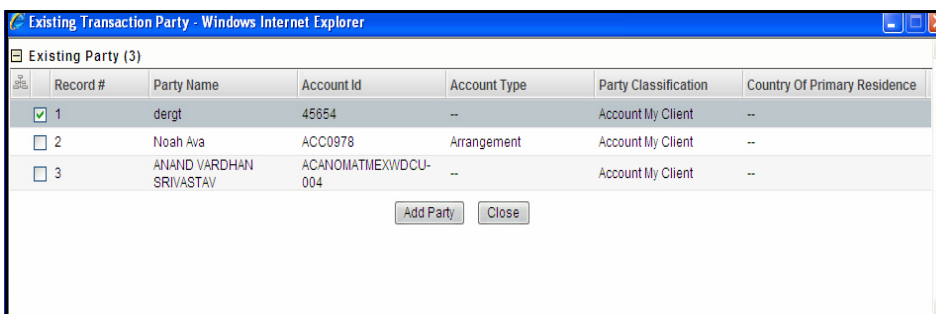 Existing Transaction Party - Windows Internet Explorer
Existing Party (3)
Record # Party Name Account Id Account Type Party Classification Country Of Primary Residence
1 dergt 45654 -- Account My Client --
2 Noah Ava ACC0978 Arrangement Account My Client --
3 ANAND VARDHAN SRIVASTAV ACANOMATMEXWDCU-004 -- Account My Client --
Add Party Close